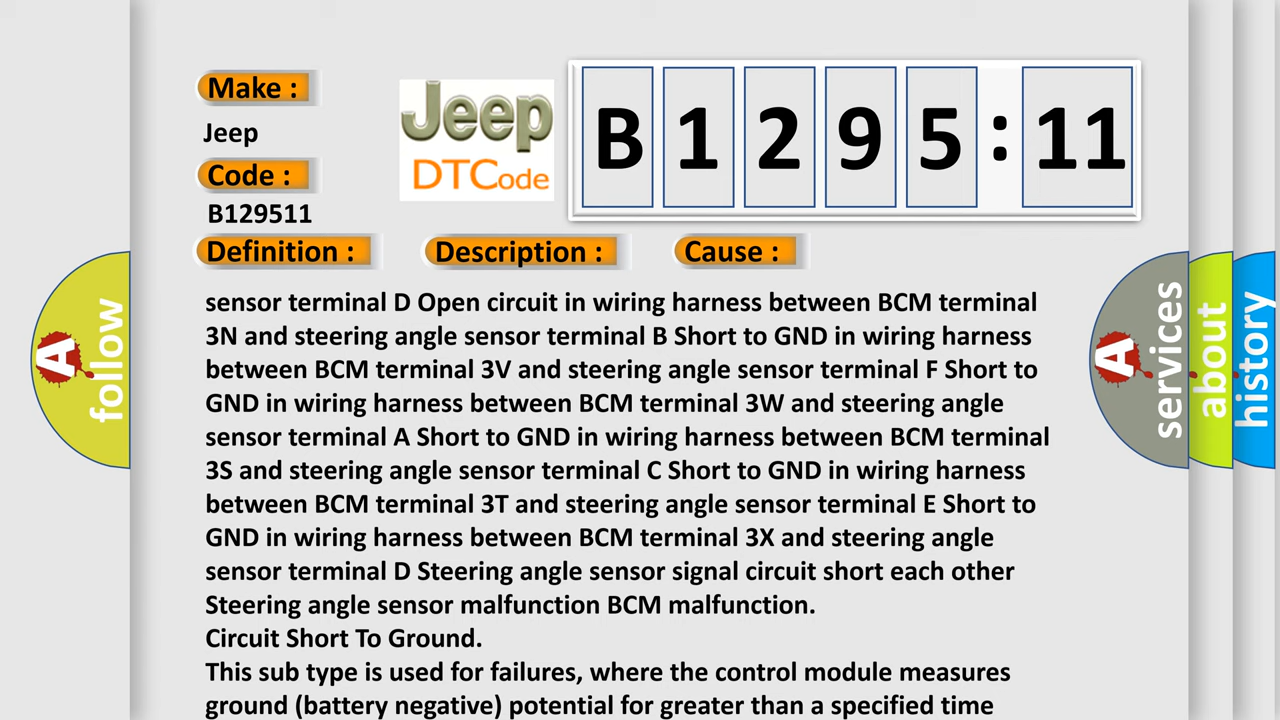 Make :
Jeep
Code :
B129511
Jeep
DTCode
B 1 2 9 5 : 11
Definition :
Description :
Cause :
sensor terminal D Open circuit in wiring harness between BCM terminal
3N and steering angle sensor terminal B Short to GND in wiring harness
between BCM terminal 3V and steering angle sensor terminal F Short to
GND in wiring harness between BCM terminal 3W and steering angle
sensor terminal A Short to GND in wiring harness between BCM terminal
3S and steering angle sensor terminal C Short to GND in wiring harness
between BCM terminal 3T and steering angle sensor terminal E Short to
GND in wiring harness between BCM terminal 3X and steering angle
sensor terminal D Steering angle sensor signal circuit short each other
Steering angle sensor malfunction BCM malfunction.
Circuit Short To Ground.
This sub type is used for failures, where the control module measures
ground (battery negative) potential for greater than a specified time
A
follow
A
services
about
history